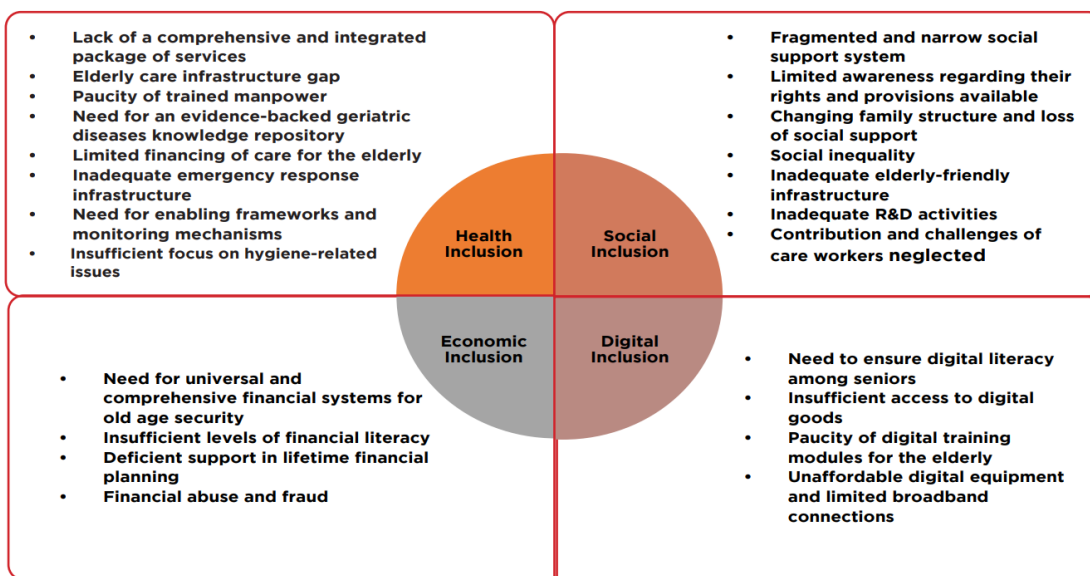 • Lack of a comprehensive and integrated
package of services
• Elderly care infrastructure gap
• Paucity of trained manpower
• Need for an evidence-backed geriatric
diseases knowledge repository
• Limited financing of care for the elderly
• Inadequate emergency response
infrastructure
• Need for enabling frameworks and
monitoring mechanisms
• Insufficient focus on hygiene-related
issues
• Fragmented and narrow social
support system
• Limited awareness regarding their
rights and provisions available
• Changing family structure and loss
of social support
• Social inequality
• Inadequate elderly-friendly
infrastructure
• Inadequate R&D activities
• Contribution and challenges of
care workers neglected
Health
Inclusion
Social
Inclusion
Economic
Inclusion
Digital
Inclusion
• Need for universal and
comprehensive financial systems for
old age security
• Insufficient levels of financial literacy
• Deficient support in lifetime financial
planning
• Financial abuse and fraud
• Need to ensure digital literacy
among seniors
• Insufficient access to digital
goods
• Paucity of digital training
modules for the elderly
• Unaffordable digital equipment
and limited broadband
connections